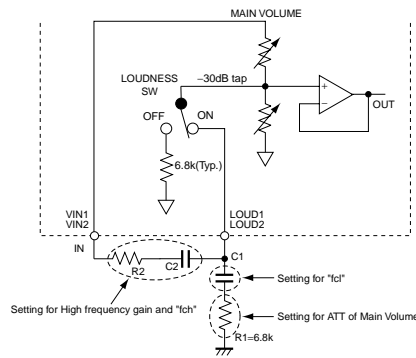 MAIN VOLUME
LOUDNESS
SW
−30dB tap
+
−
OUT
OFF
ON
6.8k(Typ.)
VIN1
VIN2
LOUD1
LOUD2
IN
R2
C2
C1
Setting for "fcl"
Setting for High frequency gain and "fch"
Setting for ATT of Main Volume
R1=6.8k